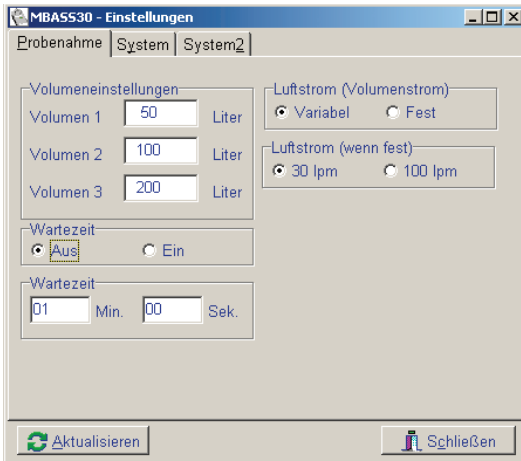 MBASS30 - Einstellungen
Probenahme System System2
Volumeneinstellungen
Volumen 1 50 Liter
Volumen 2 100 Liter
Volumen 3 200 Liter
Wartezeit
Aus Ein
Wartezeit
01 Min. 00 Sek.
Luftstrom (Volumenstrom)
Variabel Fest
Luftstrom (wenn fest)
30 lpm 100 lpm
Aktualisieren Schließen